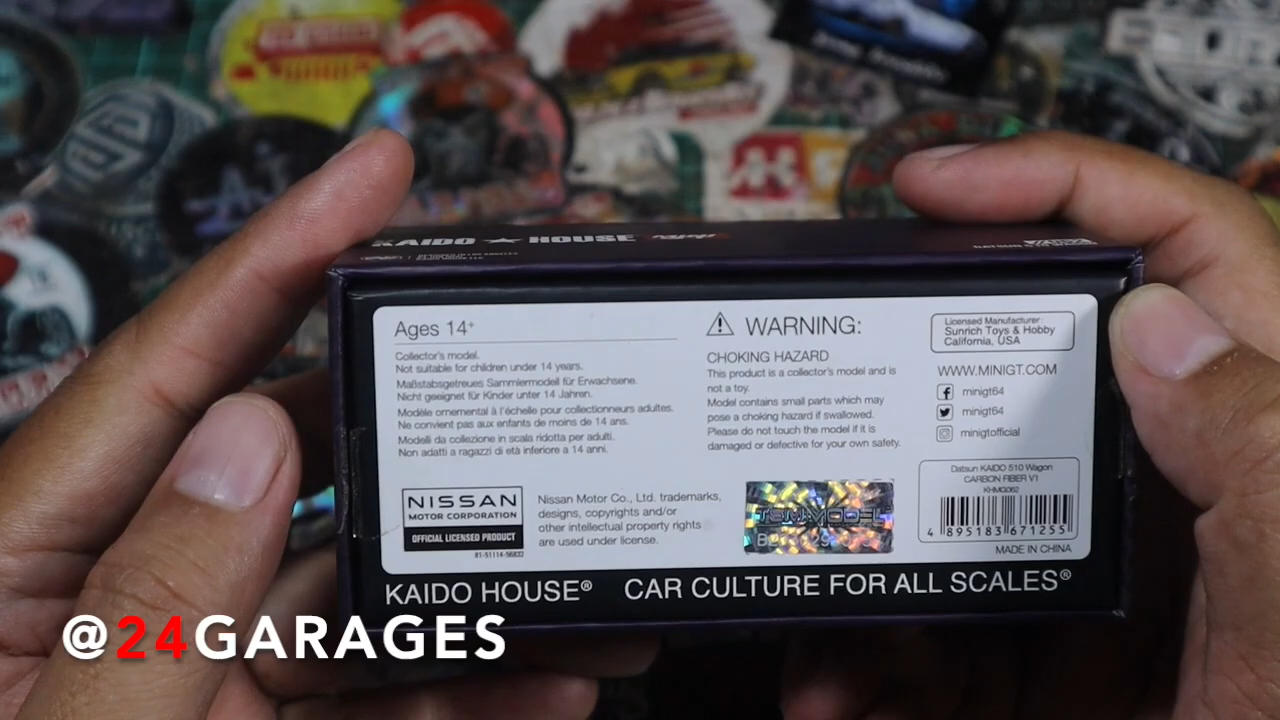 KAIDO ★ HOUSE
Ages 14+
Collector's model.
Not suitable for children under 14 years.
Maßstabsgetreues Sammlermodell für Erwachsene.
Nicht geeignet für Kinder unter 14 Jahren.
Modèle ornemental à l'échelle pour collectionneurs adultes.
Ne convient pas aux enfants de moins de 14 ans.
Modelli da collezione in scala ridotta per adulti.
Non adatti a ragazzi di età inferiore a 14 anni.
⚠ WARNING:
CHOKING HAZARD
This product is a collector's model and is
not a toy.
Model contains small parts which may
pose a choking hazard if swallowed.
Please do not touch the model if it is
damaged or defective for your own safety.
Licensed Manufacturer:
Sunrich Toys & Hobby
California, USA
WWW.MINIGT.COM
minigt64
minigt64
minigtofficial
NISSAN
MOTOR CORPORATION
OFFICIAL LICENSED PRODUCT
Nissan Motor Co., Ltd. trademarks,
designs, copyrights and/or
other intellectual property rights
are used under license.
TSM-MODEL
Datsun KAIDO 510 Wagon
CARBON FIBER V1
KHMG062
4 895183 671255
MADE IN CHINA
KAIDO HOUSE® CAR CULTURE FOR ALL SCALES®
@24GARAGES